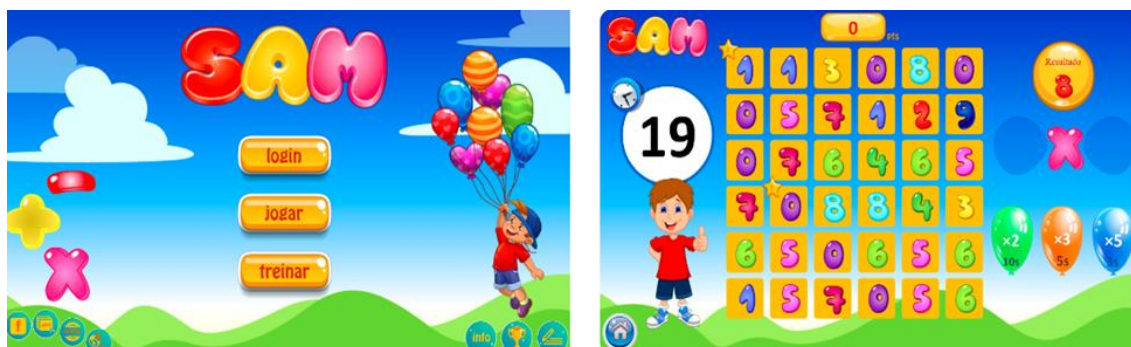 SAM
login
jogar
treinar
info
SAM
0
pts
19
1 1 3 0 8 0
0 5 7 1 2 9
0 7 6 4 6 5
7 0 8 8 4 3
6 5 0 6 5 6
1 5 7 0 5 6
Resultado
8
×2 ×3 ×5
10s 5s